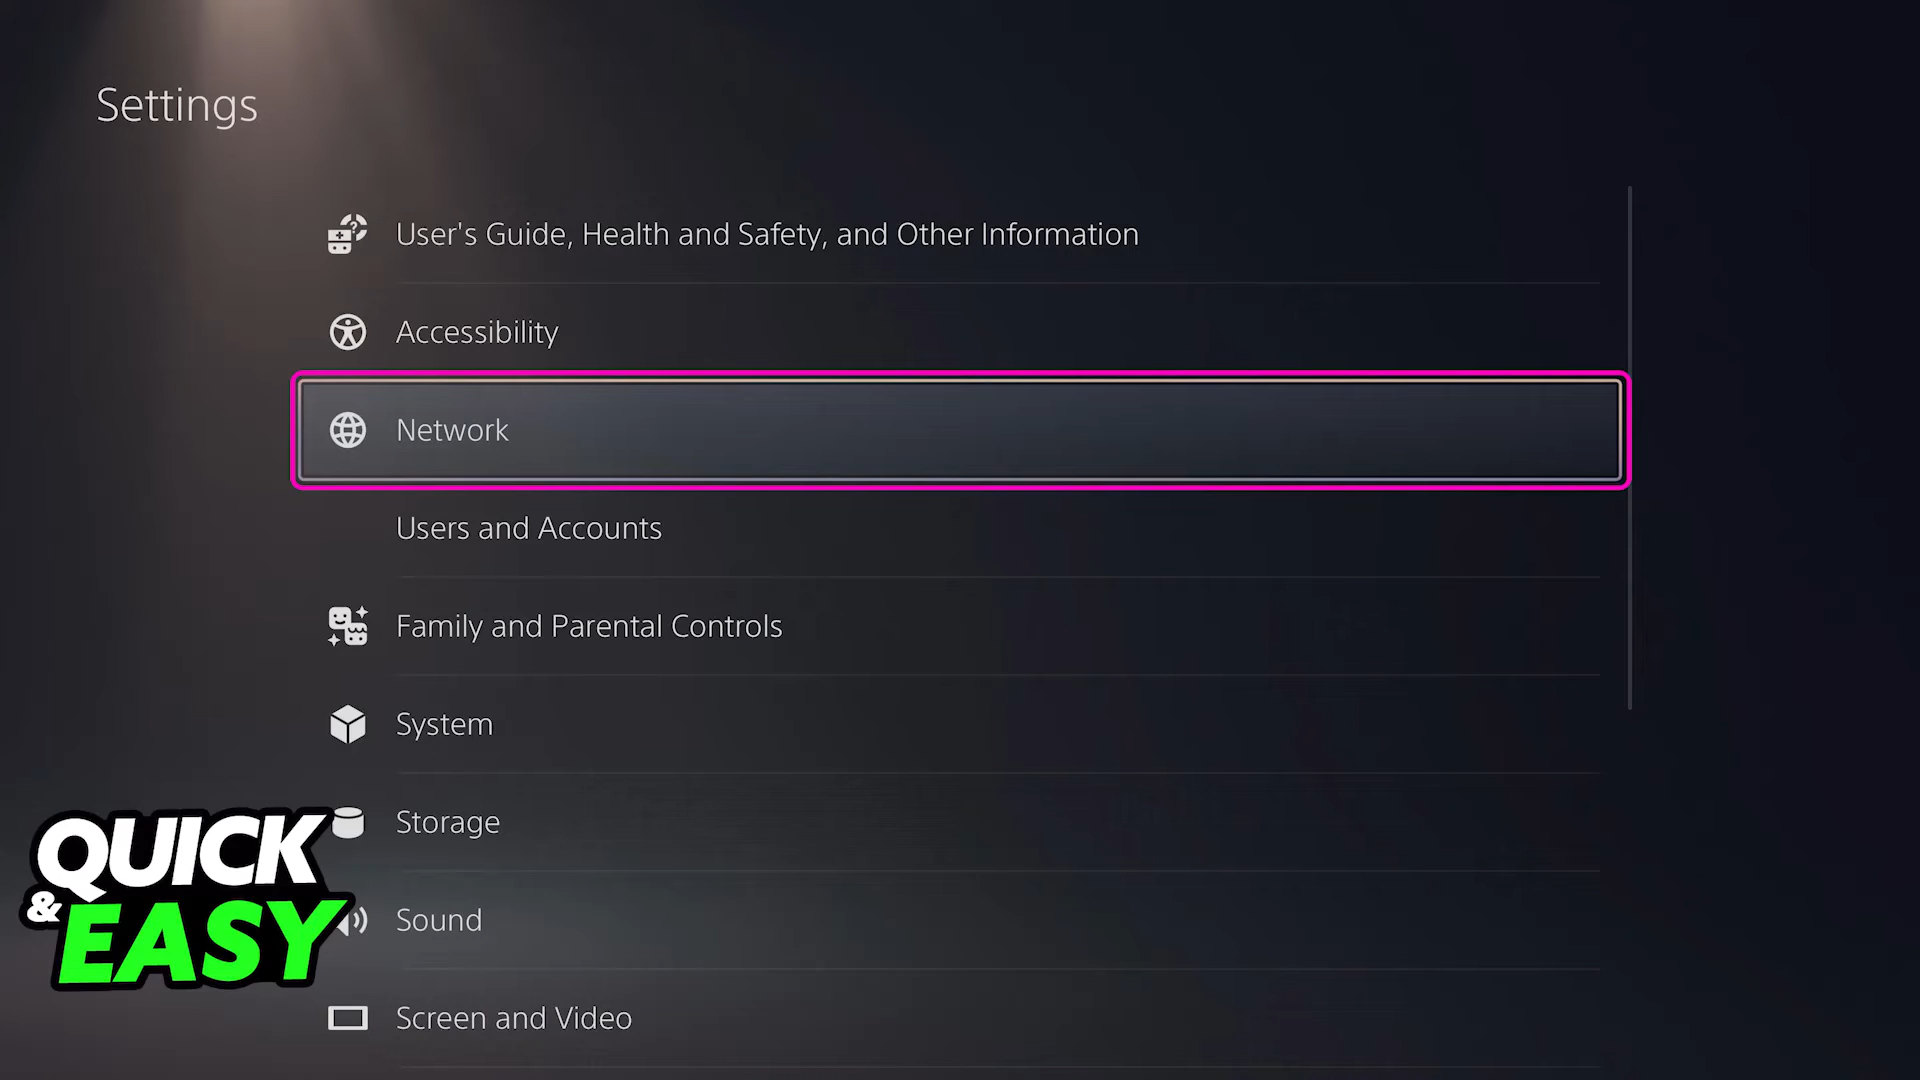 Settings
User's Guide, Health and Safety, and Other Information
Accessibility
Network
Users and Accounts
Family and Parental Controls
System
Storage
Sound
Screen and Video
QUICK
& EASY